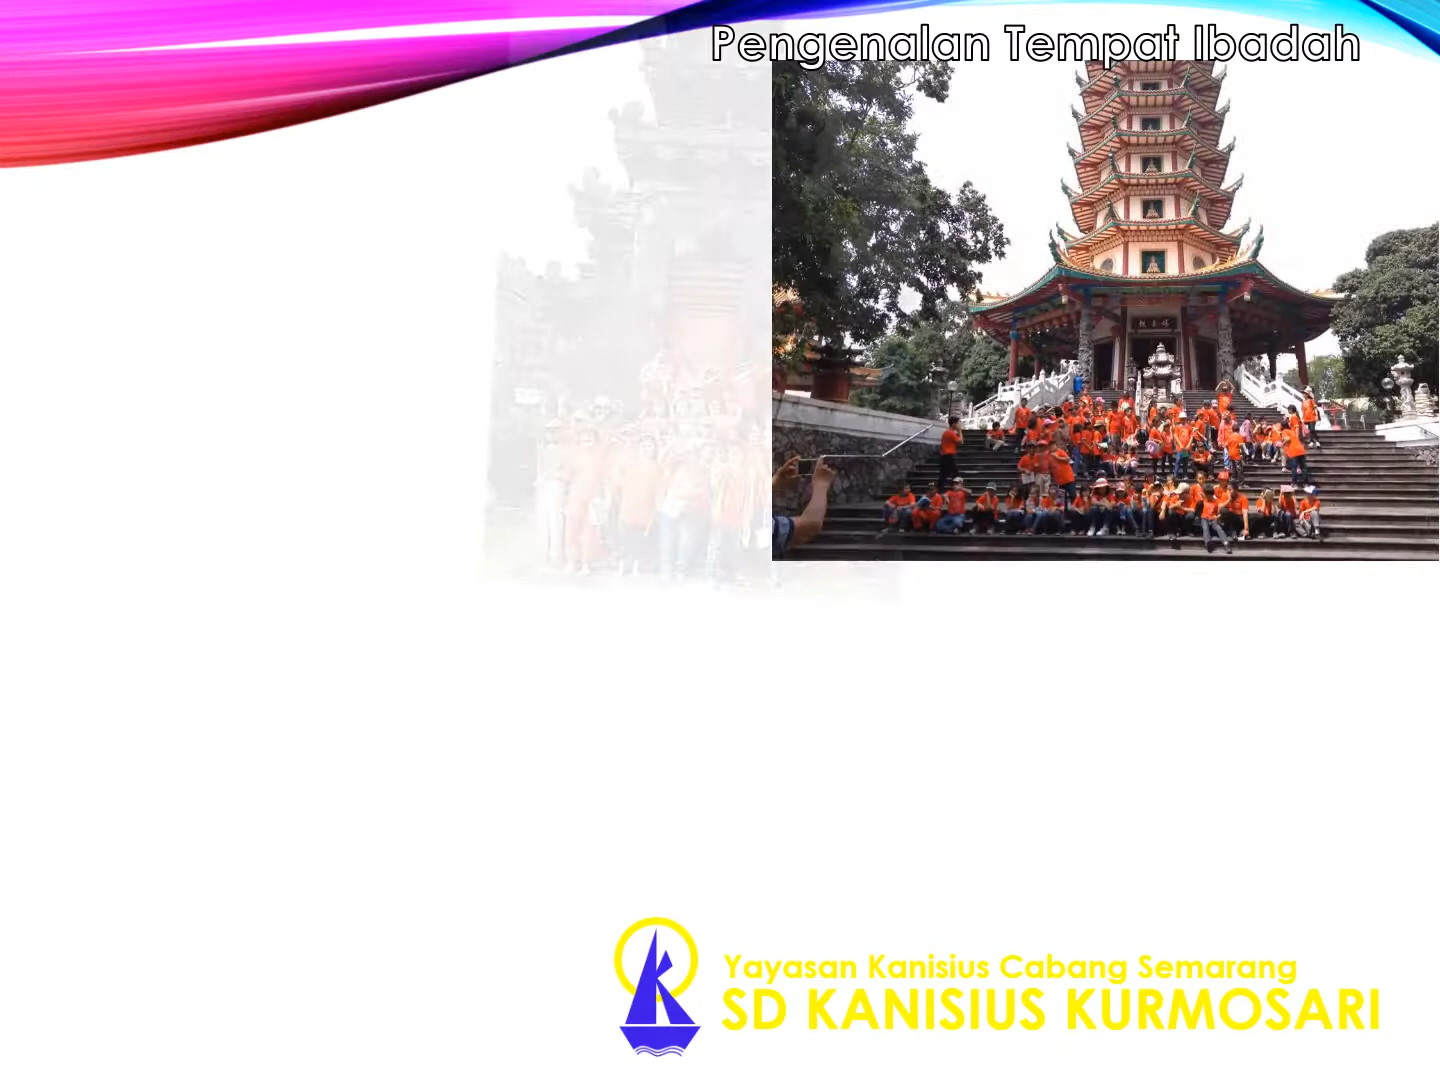 Pengenalan Tempat Ibadah
Yayasan Kanisius Cabang Semarang
SD KANISIUS KURMOSARI